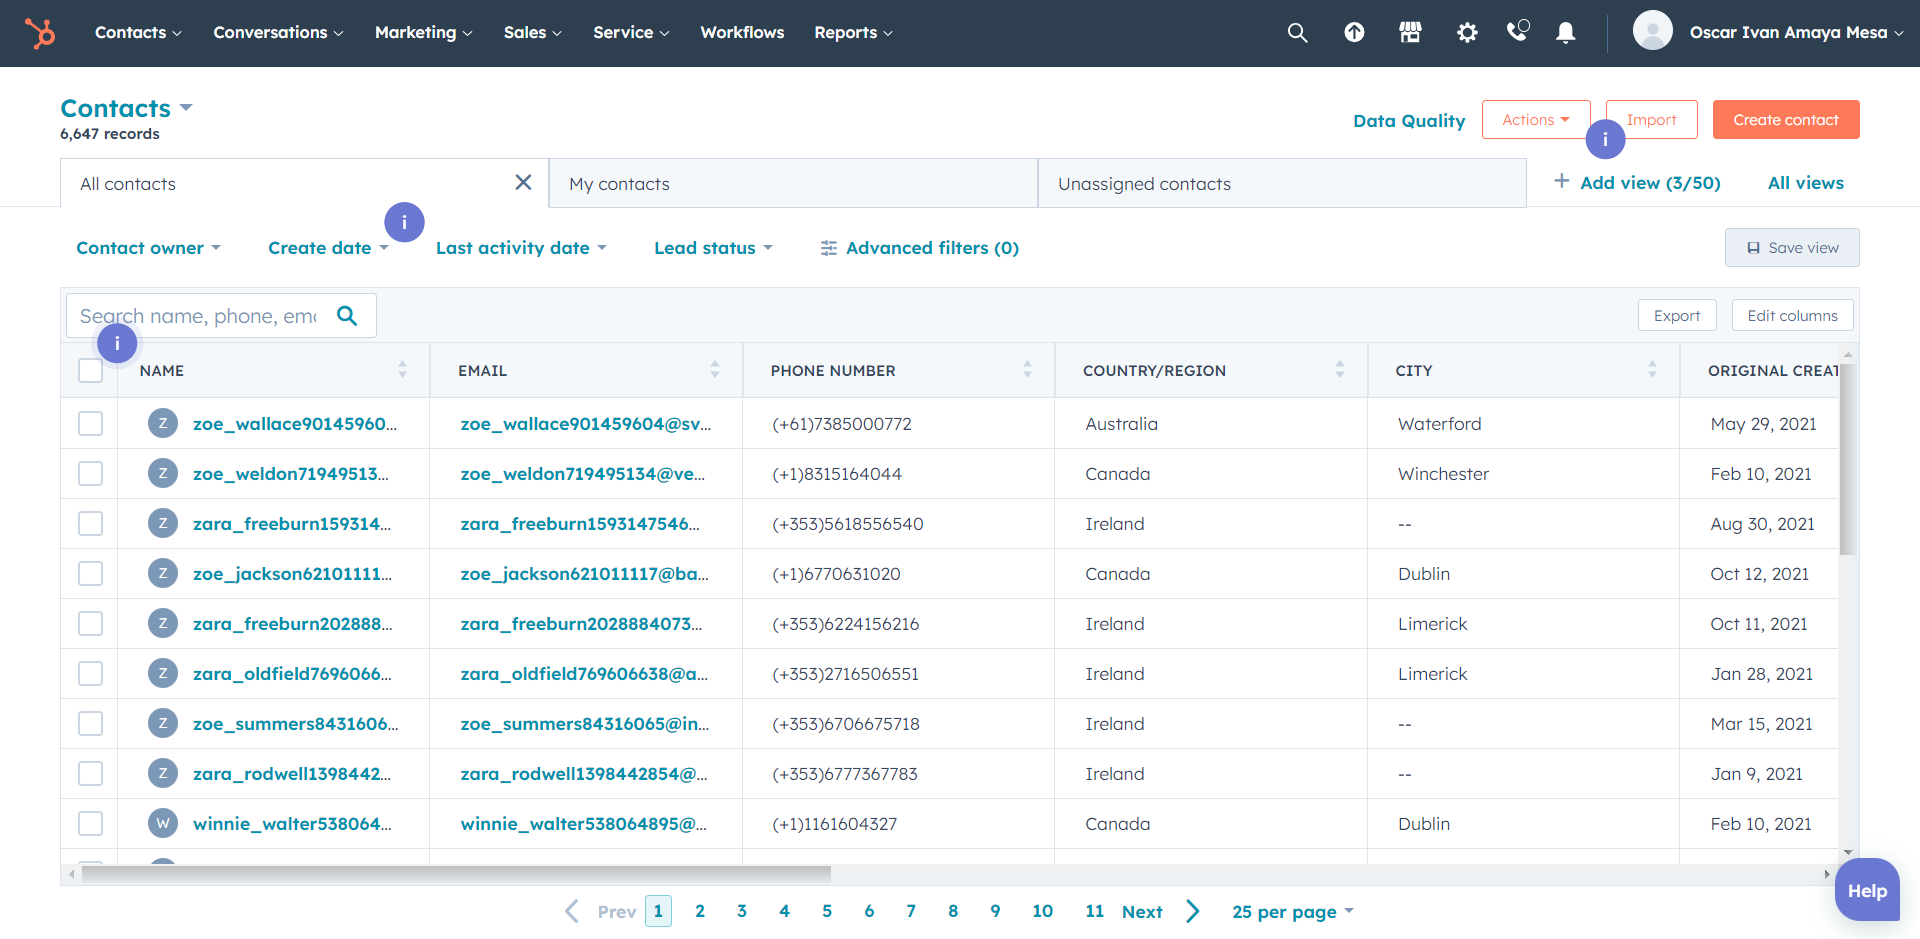 Contacts Conversations Marketing Sales Service Workflows Reports Oscar Ivan Amaya Mesa
Contacts
6,647 records
Data Quality Actions Import Create contact
i
All contacts My contacts Unassigned contacts + Add view (3/50) All views
i
Contact owner Create date Last activity date Lead status Advanced filters (0) Save view
Search name, phone, Export Edit columns
i
NAME EMAIL PHONE NUMBER COUNTRY/REGION CITY ORIGINAL CREAT
Z zoe_wallace90145960... zoe_wallace901459604@sv... (+61)7385000772 Australia Waterford May 29, 2021
Z zoe_weldon71949513... zoe_weldon719495134@ve... (+1)8315164044 Canada Winchester Feb 10, 2021
Z zara_freeburn159314... zara_freeburn1593147546... (+353)5618556540 Ireland -- Aug 30, 2021
Z zoe_jackson62101111... zoe_jackson621011117@ba... (+1)6770631020 Canada Dublin Oct 12, 2021
Z zara_freeburn202888... zara_freeburn2028884073... (+353)6224156216 Ireland Limerick Oct 11, 2021
Z zara_oldfield7696066... zara_oldfield769606638@a... (+353)2716506551 Ireland Limerick Jan 28, 2021
Z zoe_summers8431606... zoe_summers84316065@in... (+353)6706675718 Ireland -- Mar 15, 2021
Z zara_rodwell1398442... zara_rodwell1398442854@... (+353)6777367783 Ireland -- Jan 9, 2021
W winnie_walter538064... winnie_walter538064895@... (+1)1161604327 Canada Dublin Feb 10, 2021
Help
Prev 1 2 3 4 5 6 7 8 9 10 11 Next 25 per page